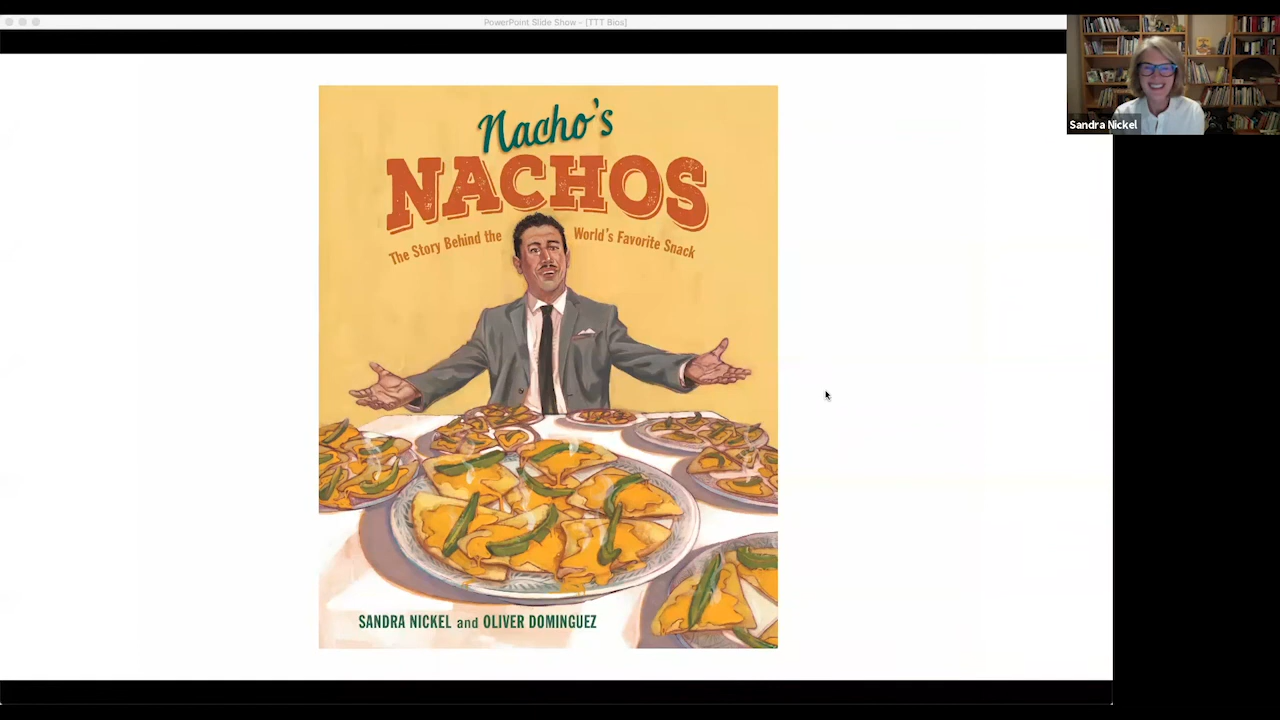 PowerPoint Slide Show - [TTT Bios]
Sandra Nickel
Nacho's
NACHOS
The Story Behind the World's Favorite Snack
SANDRA NICKEL and OLIVER DOMINGUEZ